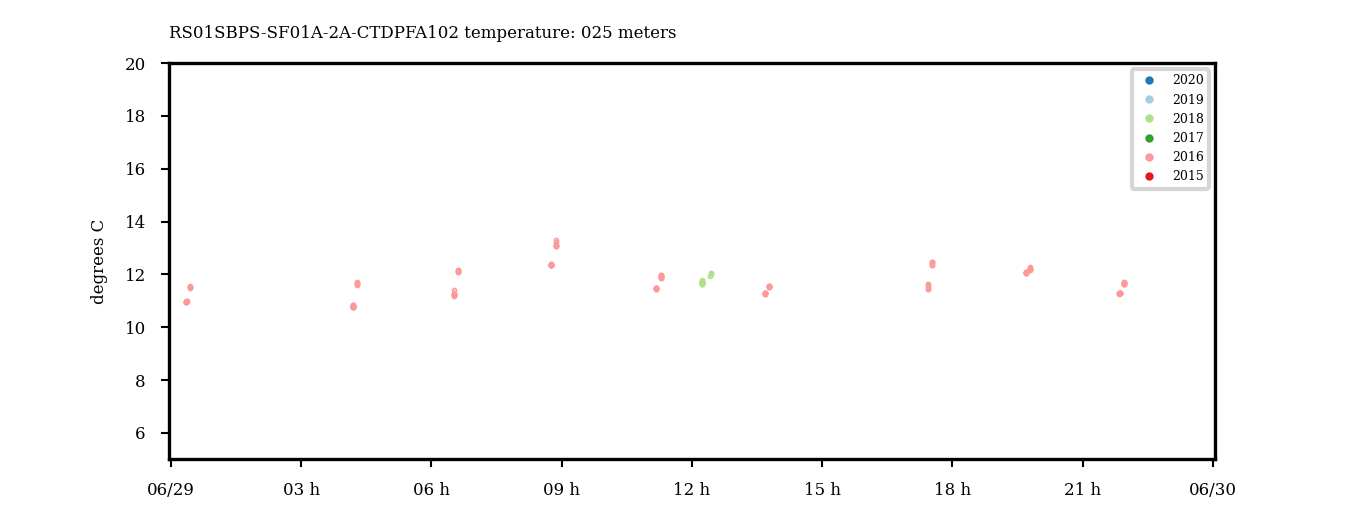 RS01SBPS-SF01A-2A-CTDPFA102 temperature: 025 meters
degrees C
20
18
16
14
12
10
8
6
06/29
03 h
06 h
09 h
12 h
15 h
18 h
21 h
06/30
2020
2019
2018
2017
2016
2015